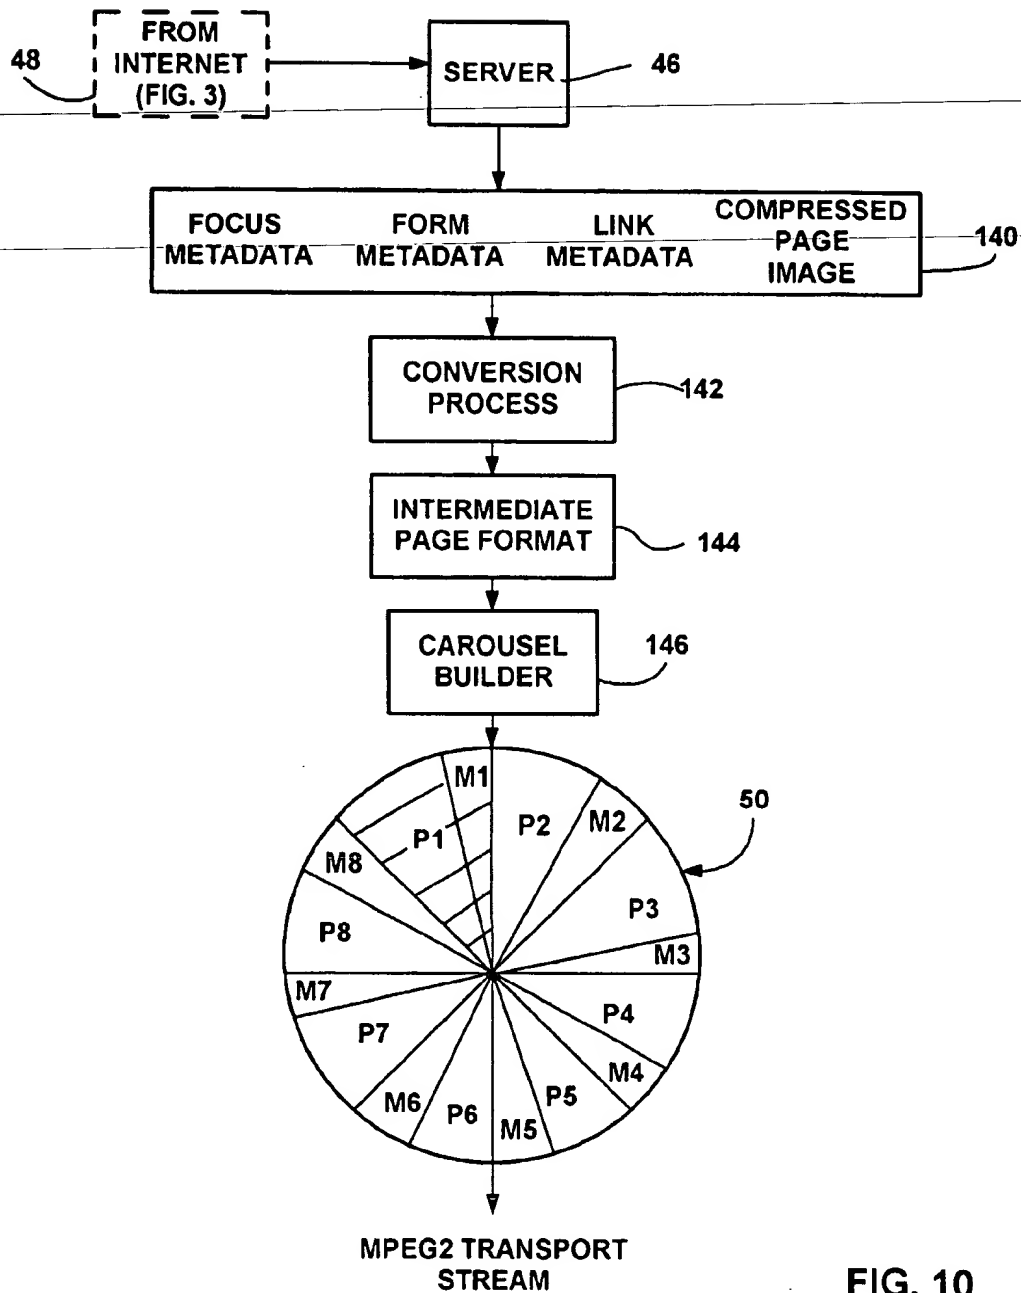 FROM
INTERNET
(FIG. 3)
48
SERVER
46
FOCUS
METADATA
FORM
METADATA
LINK
METADATA
COMPRESSED
PAGE
IMAGE
140
CONVERSION
PROCESS
142
INTERMEDIATE
PAGE FORMAT
144
CAROUSEL
BUILDER
146
M1
P2
M2
50
P1
M8
P3
P8
M3
M7
P4
P7
M4
M6
P6
M5
P5
MPEG2 TRANSPORT
STREAM
FIG. 10